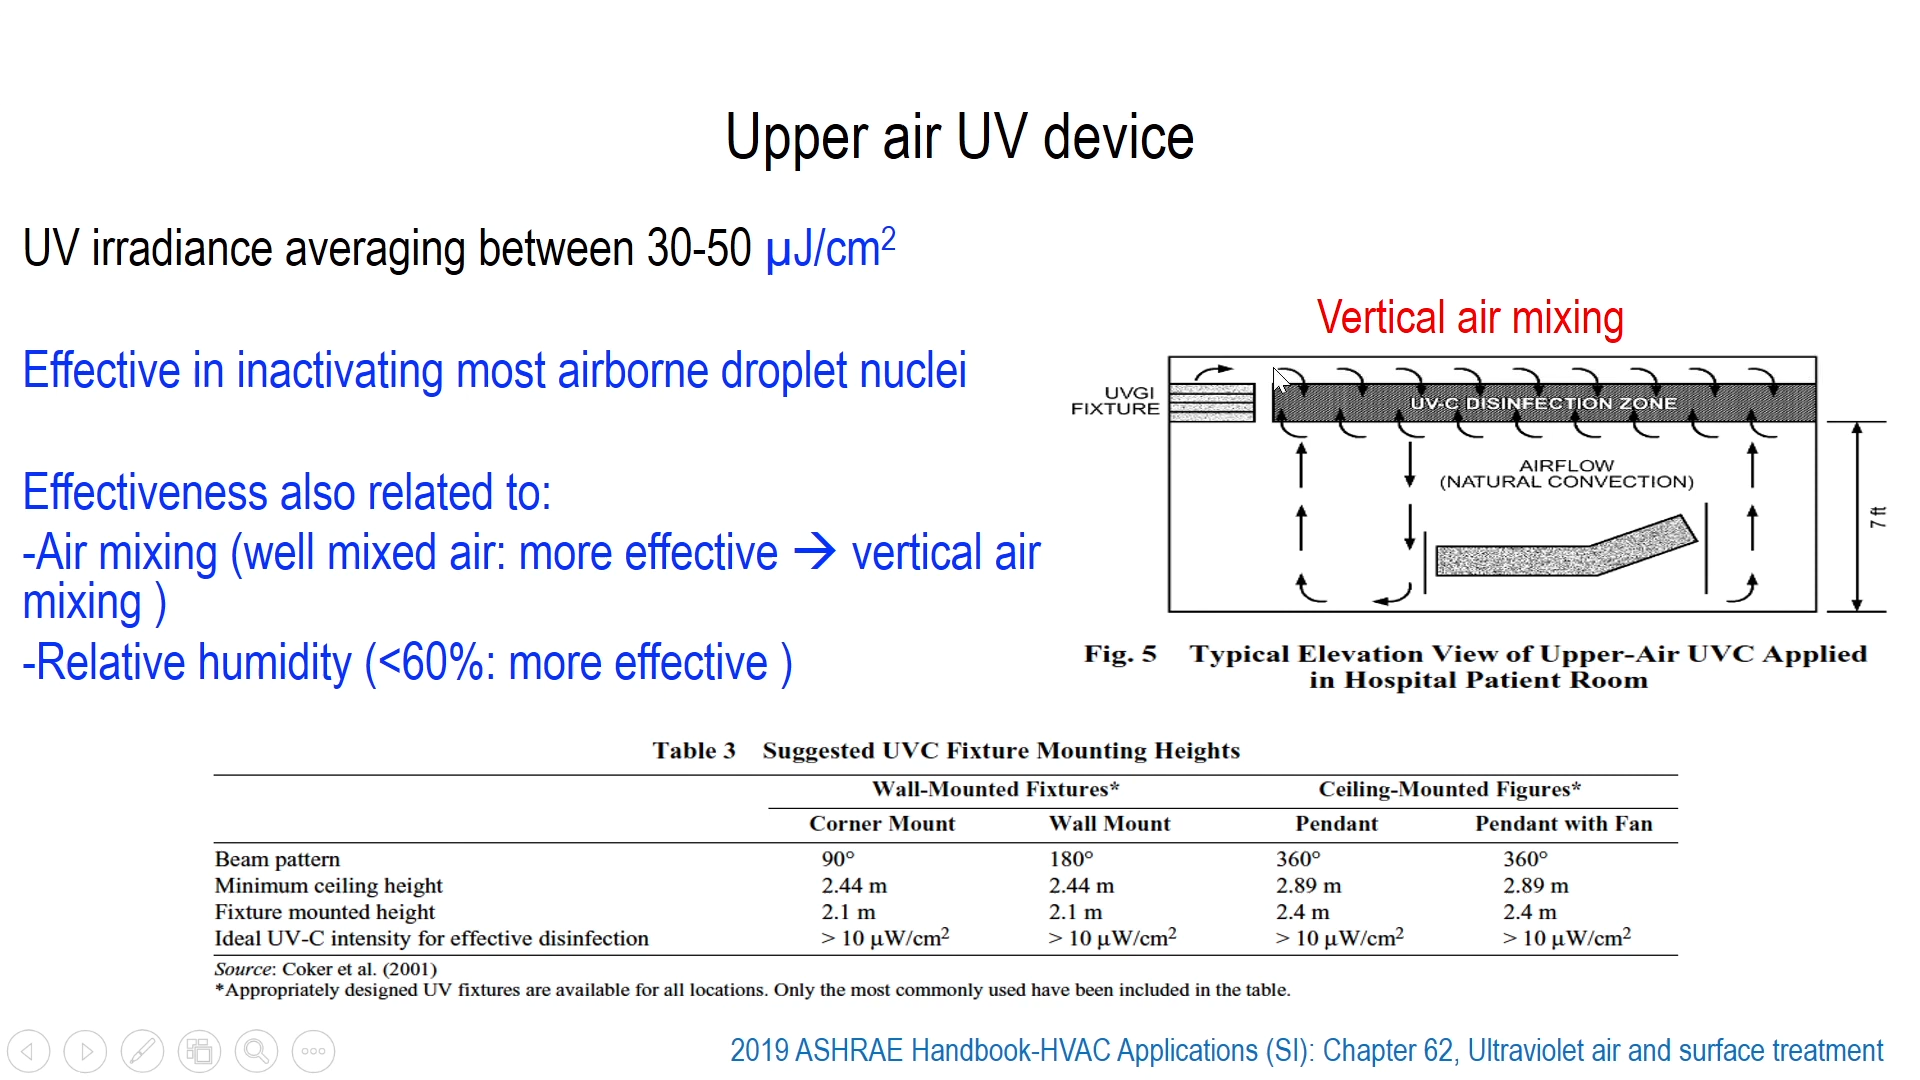 Upper air UV device
UV irradiance averaging between 30-50 µJ/cm²
Effective in inactivating most airborne droplet nuclei
Effectiveness also related to:
-Air mixing (well mixed air: more effective → vertical air
mixing )
-Relative humidity (<60%: more effective )
Vertical air mixing
UVGI
FIXTURE
UV-C DISINFECTION ZONE
AIRFLOW
(NATURAL CONVECTION)
7 ft
Fig. 5 Typical Elevation View of Upper-Air UVC Applied
in Hospital Patient Room
Table 3 Suggested UVC Fixture Mounting Heights
Wall-Mounted Fixtures* Ceiling-Mounted Figures*
Corner Mount Wall Mount Pendant Pendant with Fan
Beam pattern 90° 180° 360° 360°
Minimum ceiling height 2.44 m 2.44 m 2.89 m 2.89 m
Fixture mounted height 2.1 m 2.1 m 2.4 m 2.4 m
Ideal UV-C intensity for effective disinfection > 10 µW/cm² > 10 µW/cm² > 10 µW/cm² > 10 µW/cm²
Source: Coker et al. (2001)
*Appropriately designed UV fixtures are available for all locations. Only the most commonly used have been included in the table.
2019 ASHRAE Handbook-HVAC Applications (SI): Chapter 62, Ultraviolet air and surface treatment